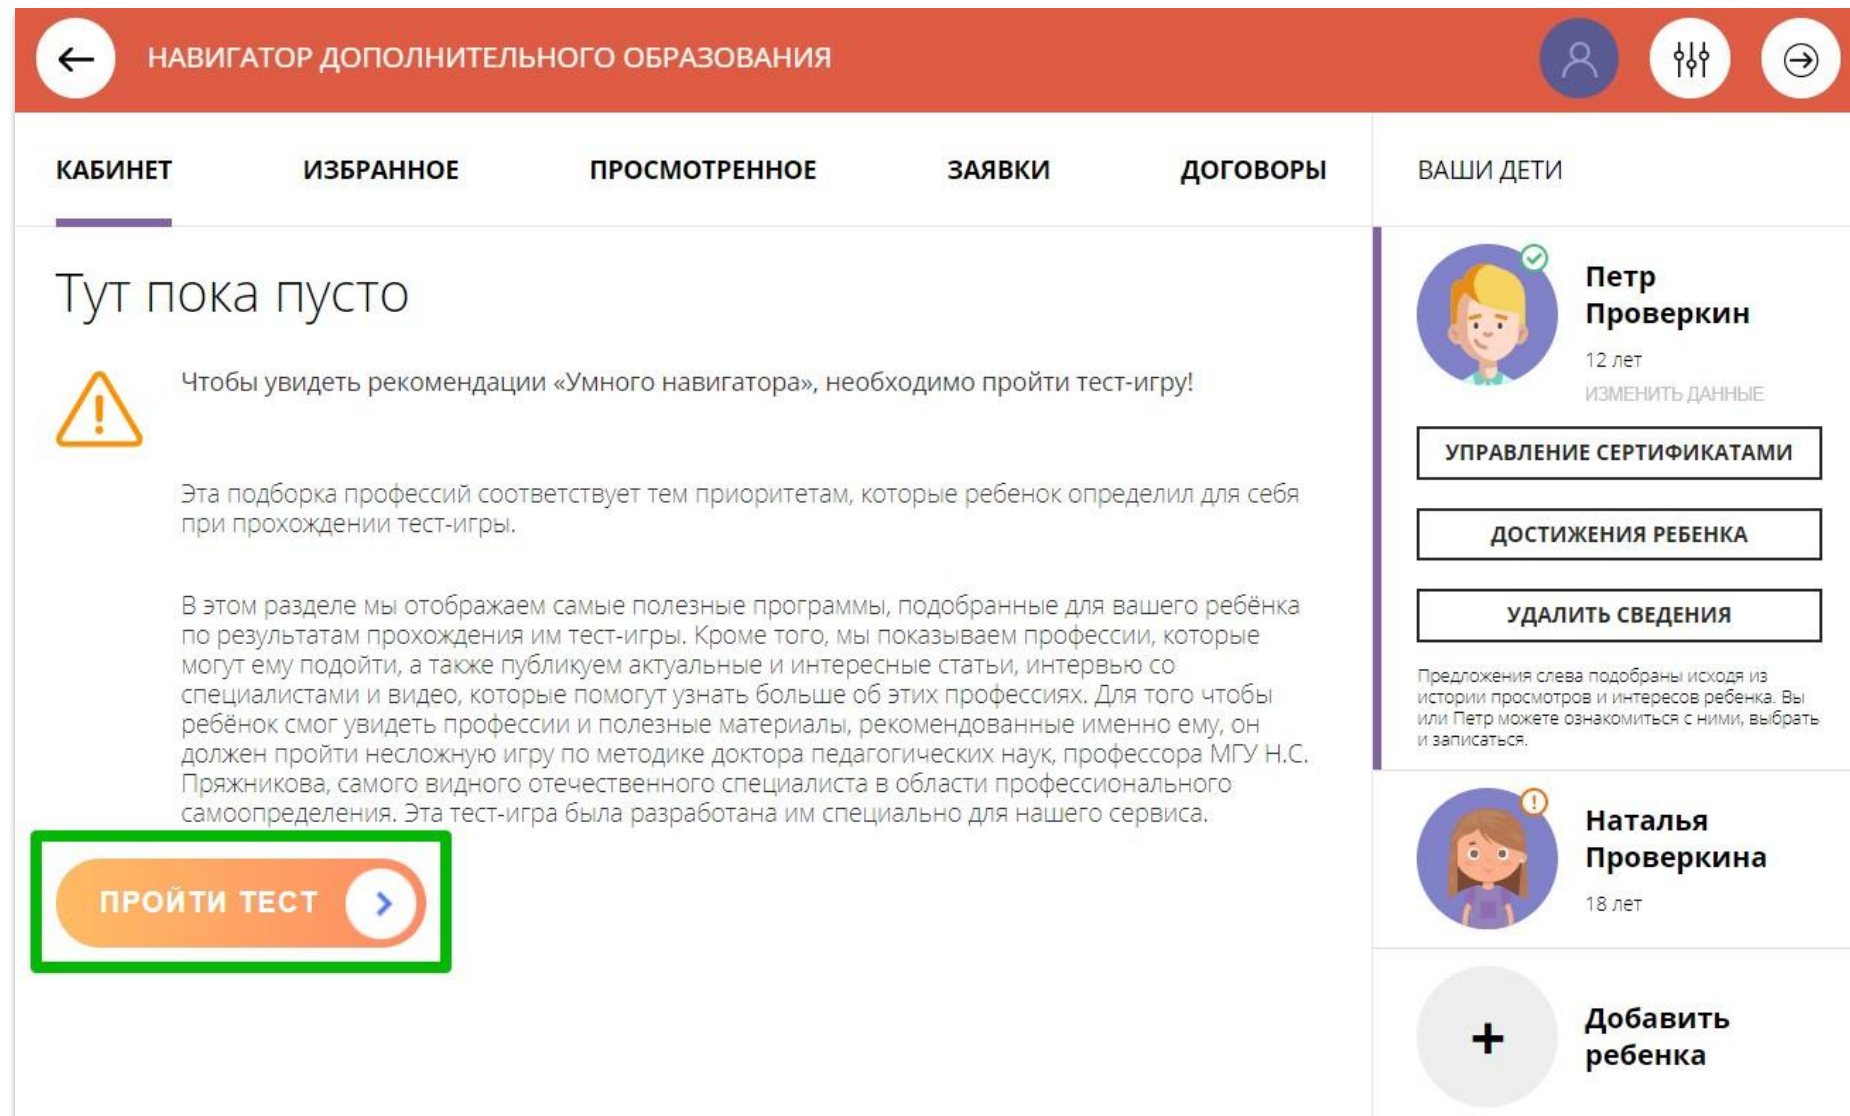 НАВИГАТОР ДОПОЛНИТЕЛЬНОГО ОБРАЗОВАНИЯ
КАБИНЕТ ИЗБРАННОЕ ПРОСМОТРЕННОЕ ЗАЯВКИ ДОГОВОРЫ
Тут пока пусто
Чтобы увидеть рекомендации «Умного навигатора», необходимо пройти тест-игру!
Эта подборка профессий соответствует тем приоритетам, которые ребенок определил для себя
при прохождении тест-игры.
В этом разделе мы отображаем самые полезные программы, подобранные для вашего ребёнка
по результатам прохождения им тест-игры. Кроме того, мы показываем профессии, которые
могут ему подойти, а также публикуем актуальные и интересные статьи, интервью со
специалистами и видео, которые помогут узнать больше об этих профессиях. Для того чтобы
ребёнок смог увидеть профессии и полезные материалы, рекомендованные именно ему, он
должен пройти несложную игру по методике доктора педагогических наук, профессора МГУ Н.С.
Пряжникова, самого видного отечественного специалиста в области профессионального
самоопределения. Эта тест-игра была разработана им специально для нашего сервиса.
ПРОЙТИ ТЕСТ
ВАШИ ДЕТИ
Петр
Проверкин
12 лет
ИЗМЕНИТЬ ДАННЫЕ
УПРАВЛЕНИЕ СЕРТИФИКАТАМИ
ДОСТИЖЕНИЯ РЕБЕНКА
УДАЛИТЬ СВЕДЕНИЯ
Предложения слева подобраны исходя из
истории просмотров и интересов ребенка. Вы
или Петр можете ознакомиться с ними, выбрать
и записаться.
Наталья
Проверкина
18 лет
Добавить
ребенка